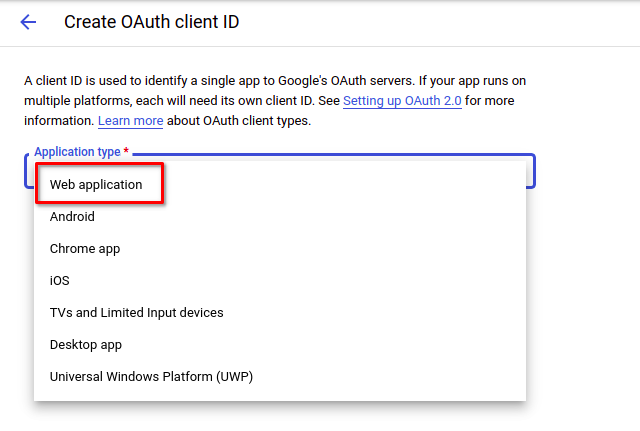 Create OAuth client ID
A client ID is used to identify a single app to Google's OAuth servers. If your app runs on
multiple platforms, each will need its own client ID. See Setting up OAuth 2.0 for more
information. Learn more about OAuth client types.
Application type *
Web application
Android
Chrome app
iOS
TVs and Limited Input devices
Desktop app
Universal Windows Platform (UWP)